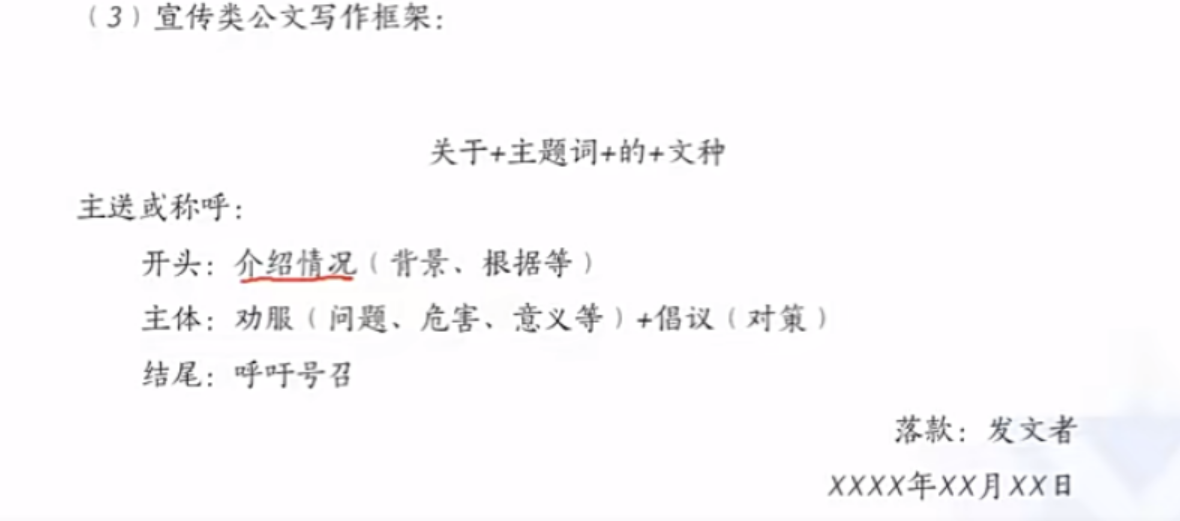 （3）宣传类公文写作框架：
关于+主题词+的+文种
主送或称呼：
开头：介绍情况（背景、根据等）
主体：劝服（问题、危害、意义等）+倡议（对策）
结尾：呼吁号召
落款：发文者
XXXX年XX月XX日